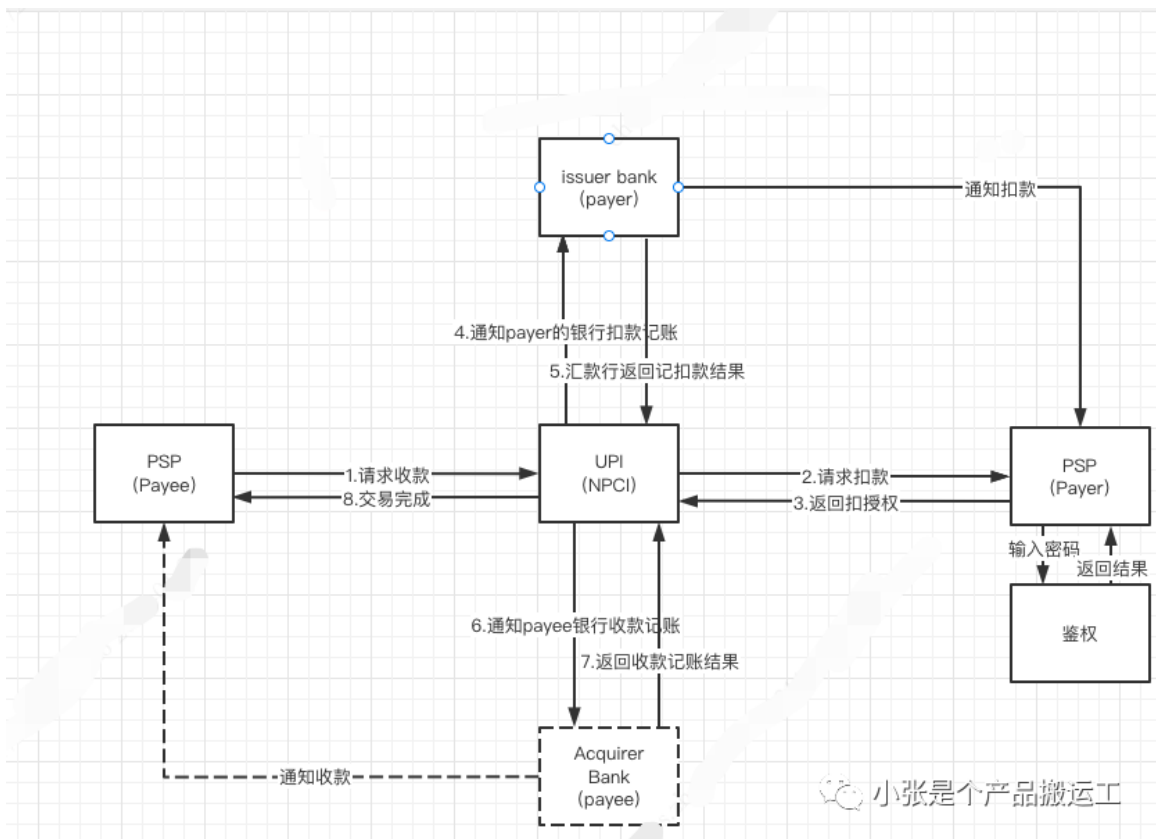 issuer bank
(payer)
通知扣款
4.通知payer的银行扣款记账
5.汇款行返回记扣款结果
PSP
(Payee)
1.请求收款
8.交易完成
UPI
(NPCI)
2.请求扣款
3.返回扣授权
PSP
(Payer)
输入密码
返回结果
鉴权
6.通知payee银行收款记账
7.返回收款记账结果
Acquirer
Bank
(payee)
通知收款
小张是个产品搬运工